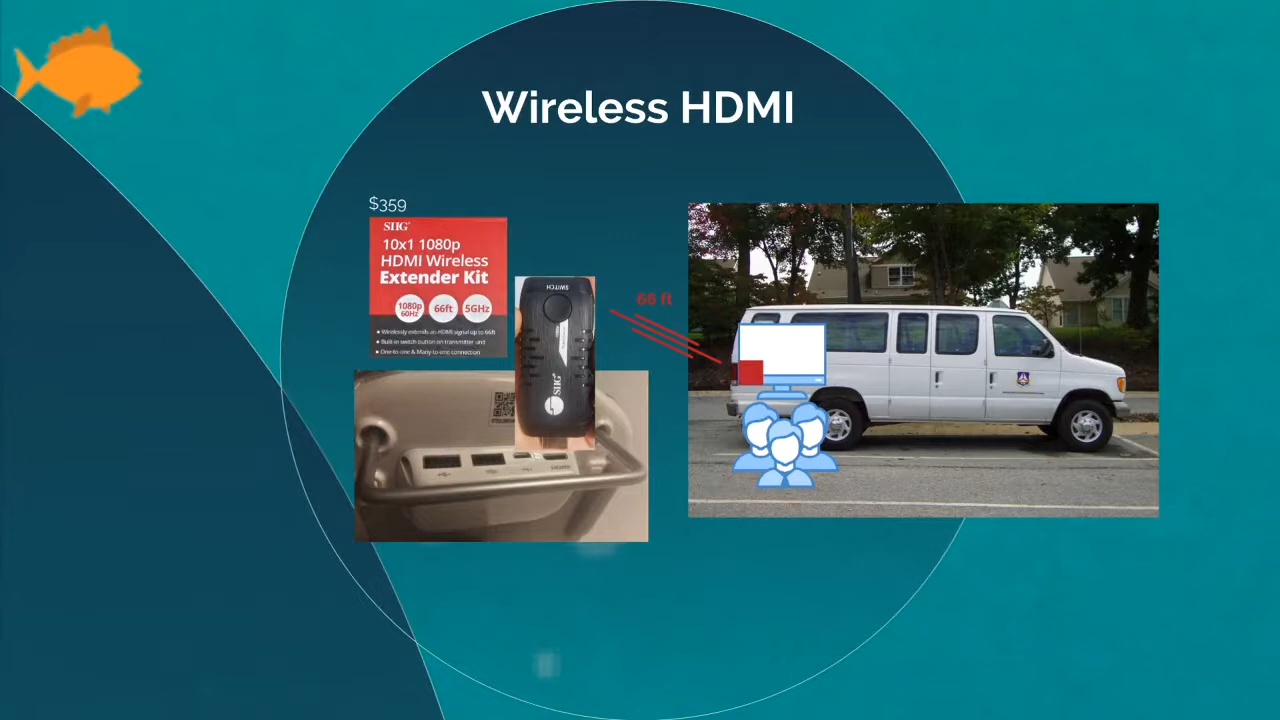 Wireless HDMI
$359
SIIG
10x1 1080p
HDMI Wireless
Extender Kit
1080p
60Hz
66ft
5GHz
• Wirelessly extends an HDMI signal up to 66ft
• Built-in switch button on transmitter unit
• One-to-one & Many-to-one connection
SWITCH
SIIG
66 ft